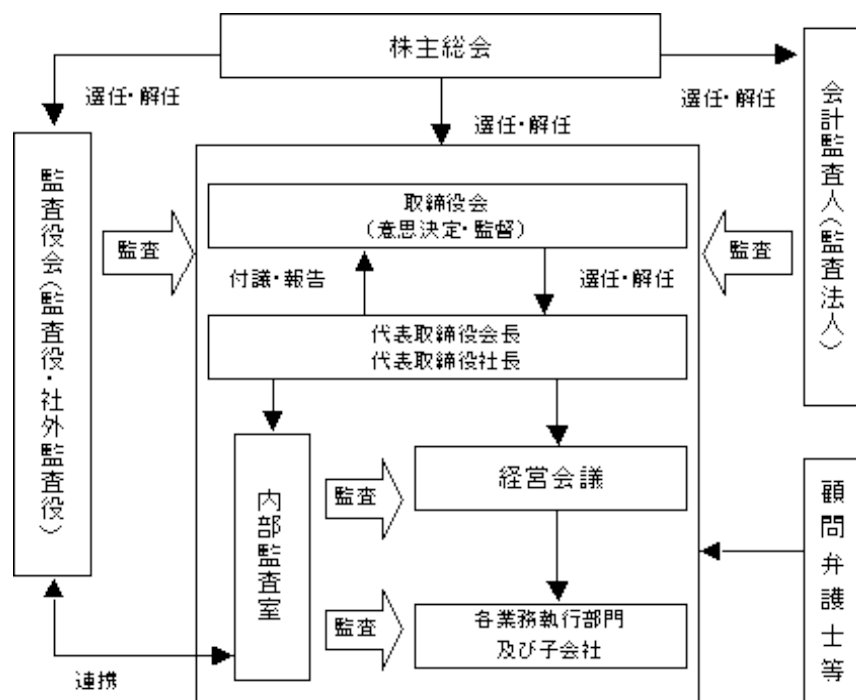 株主総会
選任・解任
選任・解任
選任・解任
監査役会(監査役・社外監査役)
会計監査人(監査法人)
取締役会
(意思決定・監督)
監査
監査
付議・報告
選任・解任
代表取締役会長
代表取締役社長
内部監査室
監査
経営会議
顧問弁護士等
監査
各業務執行部門
及び子会社
連携